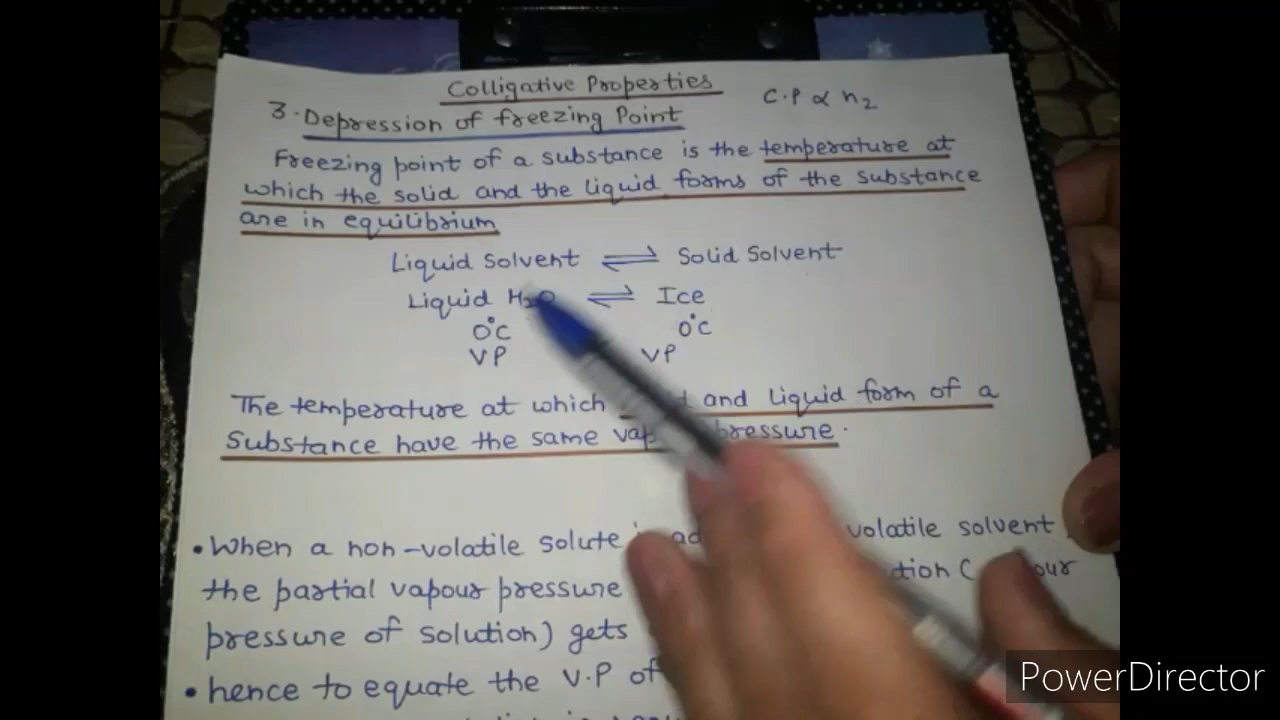 Colligative Properties
3. Depression of freezing Point
C.P ∝ n2
Freezing point of a substance is the temperature at
which the solid and the liquid forms of the substance
are in equilibrium
Liquid Solvent ⇌ Solid Solvent
Liquid H2O ⇌ Ice
0°C 0°C
VP VP
The temperature at which and liquid form of a
Substance have the same pressure.
• When a non-volatile solute volatile solvent,
the partial vapour pressure
pressure of solution) gets
• hence to equate the V.P of
PowerDirector